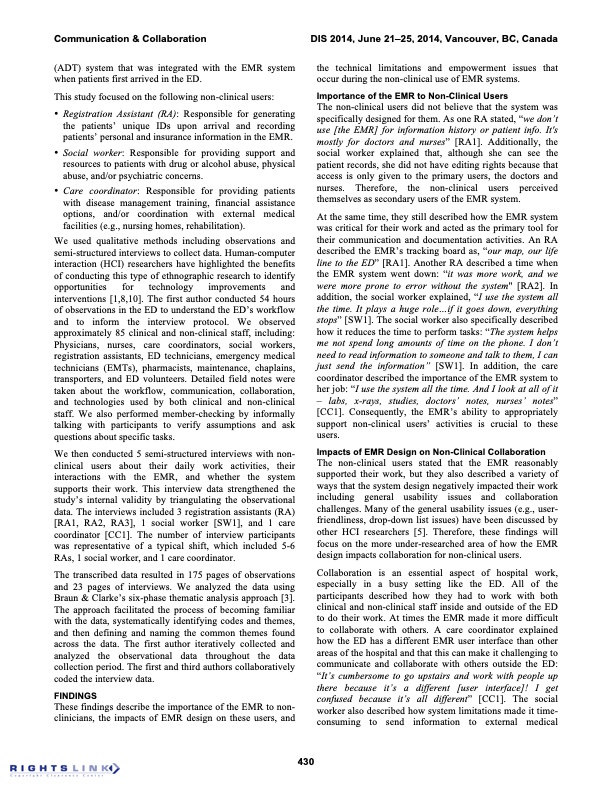 Communication & Collaboration
DIS 2014, June 21–25, 2014, Vancouver, BC, Canada
(ADT) system that was integrated with the EMR system
when patients first arrived in the ED.
This study focused on the following non-clinical users:
• Registration Assistant (RA): Responsible for generating
the patients' unique IDs upon arrival and recording
patients' personal and insurance information in the EMR.
• Social worker: Responsible for providing support and
resources to patients with drug or alcohol abuse, physical
abuse, and/or psychiatric concerns.
• Care coordinator: Responsible for providing patients
with disease management training, financial assistance
options, and/or coordination with external medical
facilities (e.g., nursing homes, rehabilitation).
We used qualitative methods including observations and
semi-structured interviews to collect data. Human-computer
interaction (HCI) researchers have highlighted the benefits
of conducting this type of ethnographic research to identify
opportunities for technology improvements and
interventions [1,8,10]. The first author conducted 54 hours
of observations in the ED to understand the ED's workflow
and to inform the interview protocol. We observed
approximately 85 clinical and non-clinical staff, including:
Physicians, nurses, care coordinators, social workers,
registration assistants, ED technicians, emergency medical
technicians (EMTs), pharmacists, maintenance, chaplains,
transporters, and ED volunteers. Detailed field notes were
taken about the workflow, communication, collaboration,
and technologies used by both clinical and non-clinical
staff. We also performed member-checking by informally
talking with participants to verify assumptions and ask
questions about specific tasks.
We then conducted 5 semi-structured interviews with non-
clinical users about their daily work activities, their
interactions with the EMR, and whether the system
supports their work. This interview data strengthened the
study's internal validity by triangulating the observational
data. The interviews included 3 registration assistants (RA)
[RA1, RA2, RA3], 1 social worker [SW1], and 1 care
coordinator [CC1]. The number of interview participants
was representative of a typical shift, which included 5-6
RAs, 1 social worker, and 1 care coordinator.
The transcribed data resulted in 175 pages of observations
and 23 pages of interviews. We analyzed the data using
Braun & Clarke's six-phase thematic analysis approach [3].
The approach facilitated the process of becoming familiar
with the data, systematically identifying codes and themes,
and then defining and naming the common themes found
across the data. The first author iteratively collected and
analyzed the observational data throughout the data
collection period. The first and third authors collaboratively
coded the interview data.
FINDINGS
These findings describe the importance of the EMR to non-
clinicians, the impacts of EMR design on these users, and
the technical limitations and empowerment issues that
occur during the non-clinical use of EMR systems.
Importance of the EMR to Non-Clinical Users
The non-clinical users did not believe that the system was
specifically designed for them. As one RA stated, "we don't
use [the EMR] for information history or patient info. It's
mostly for doctors and nurses" [RA1]. Additionally, the
social worker explained that, although she can see the
patient records, she did not have editing rights because that
access is only given to the primary users, the doctors and
nurses. Therefore, the non-clinical users perceived
themselves as secondary users of the EMR system.
At the same time, they still described how the EMR system
was critical for their work and acted as the primary tool for
their communication and documentation activities. An RA
described the EMR's tracking board as, "our map, our life
line to the ED" [RA1]. Another RA described a time when
the EMR system went down: "it was more work, and we
were more prone to error without the system" [RA2]. In
addition, the social worker explained, "I use the system all
the time. It plays a huge role…if it goes down, everything
stops" [SW1]. The social worker also specifically described
how it reduces the time to perform tasks: "The system helps
me not spend long amounts of time on the phone. I don't
need to read information to someone and talk to them, I can
just send the information" [SW1]. In addition, the care
coordinator described the importance of the EMR system to
her job: "I use the system all the time. And I look at all of it
– labs, x-rays, studies, doctors' notes, nurses' notes"
[CC1]. Consequently, the EMR's ability to appropriately
support non-clinical users' activities is crucial to these
users.
Impacts of EMR Design on Non-Clinical Collaboration
The non-clinical users stated that the EMR reasonably
supported their work, but they also described a variety of
ways that the system design negatively impacted their work
including general usability issues and collaboration
challenges. Many of the general usability issues (e.g., user-
friendliness, drop-down list issues) have been discussed by
other HCI researchers [5]. Therefore, these findings will
focus on the more under-researched area of how the EMR
design impacts collaboration for non-clinical users.
Collaboration is an essential aspect of hospital work,
especially in a busy setting like the ED. All of the
participants described how they had to work with both
clinical and non-clinical staff inside and outside of the ED
to do their work. At times the EMR made it more difficult
to collaborate with others. A care coordinator explained
how the ED has a different EMR user interface than other
areas of the hospital and that this can make it challenging to
communicate and collaborate with others outside the ED:
"It's cumbersome to go upstairs and work with people up
there because it's a different [user interface]! I get
confused because it's all different" [CC1]. The social
worker also described how system limitations made it time-
consuming to send information to external medical
430
RIGHTSLINK
Copyright Clearance Center